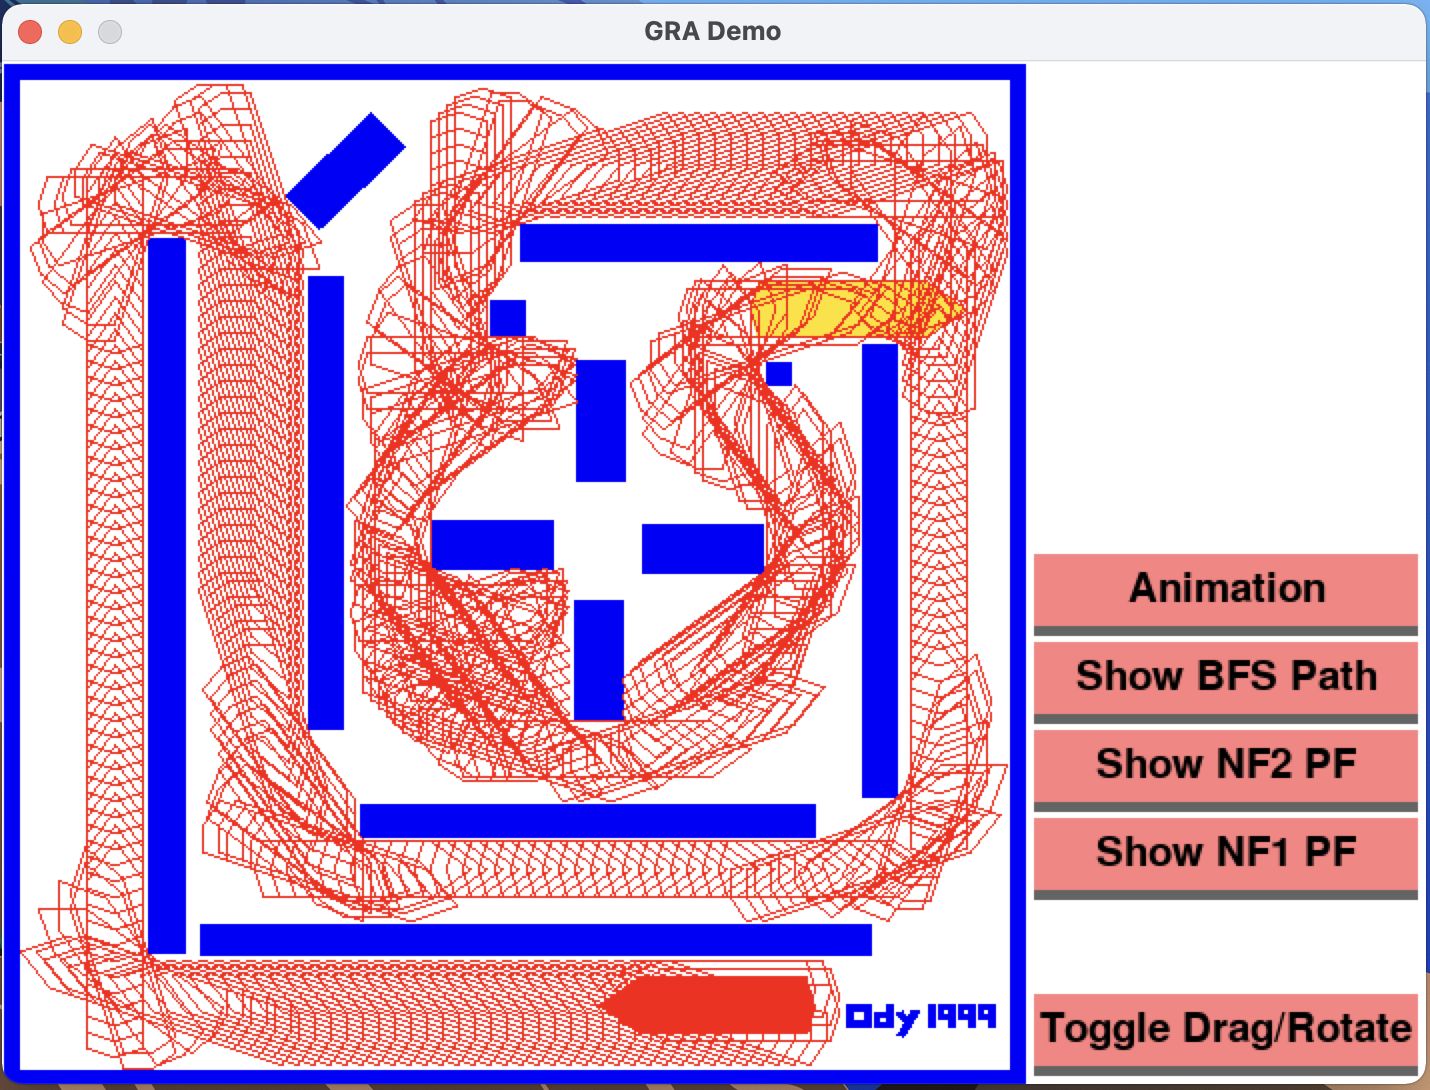 GRA Demo
Animation
Show BFS Path
Show NF2 PF
Show NF1 PF
Ody 1999
Toggle Drag/Rotate